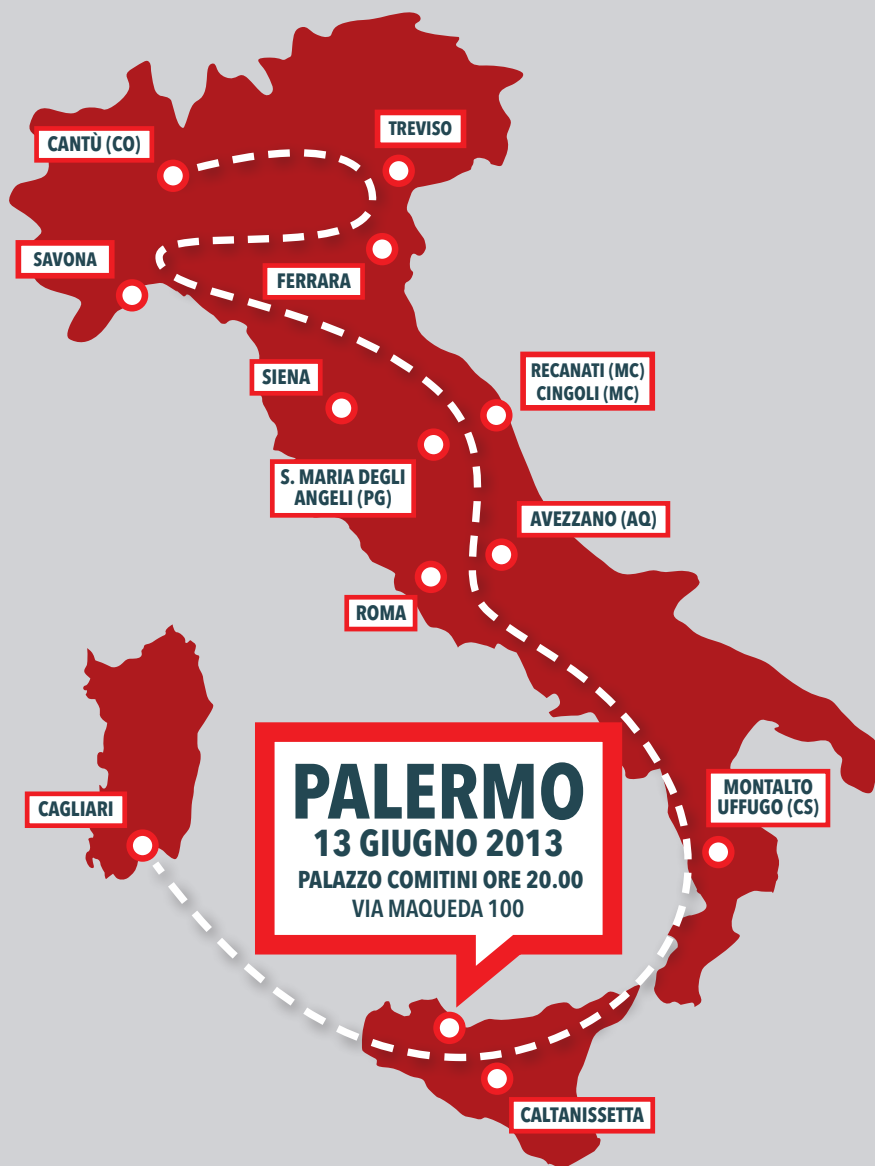 TREVISO
CANTÙ (CO)
SAVONA
FERRARA
RECANATI (MC)
CINGOLI (MC)
SIENA
S. MARIA DEGLI
ANGELI (PG)
AVEZZANO (AQ)
ROMA
PALERMO
13 GIUGNO 2013
PALAZZO COMITINI ORE 20.00
VIA MAQUEDA 100
MONTALTO
UFFUGO (CS)
CAGLIARI
CALTANISSETTA